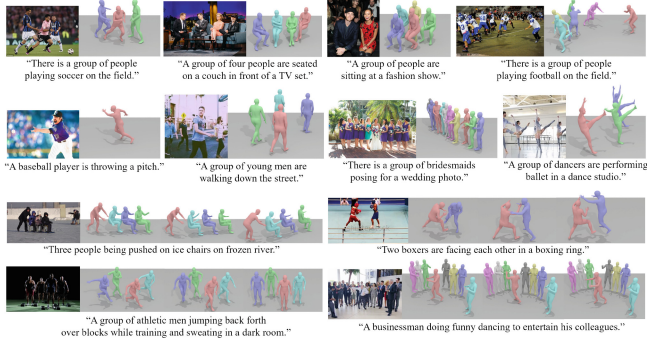 “There is a group of people
playing soccer on the field.”
“A group of four people are seated
on a couch in front of a TV set.”
“A group of people are
sitting at a fashion show.”
“There is a group of people
playing football on the field.”
“A baseball player is throwing a pitch.”
“A group of young men are
walking down the street.”
“There is a group of bridesmaids
posing for a wedding photo.”
“A group of dancers are performing
ballet in a dance studio.”
“Three people being pushed on ice chairs on frozen river.”
“Two boxers are facing each other in a boxing ring.”
“A group of athletic men jumping back forth
over blocks while training and sweating in a dark room.”
“A businessman doing funny dancing to entertain his colleagues.”